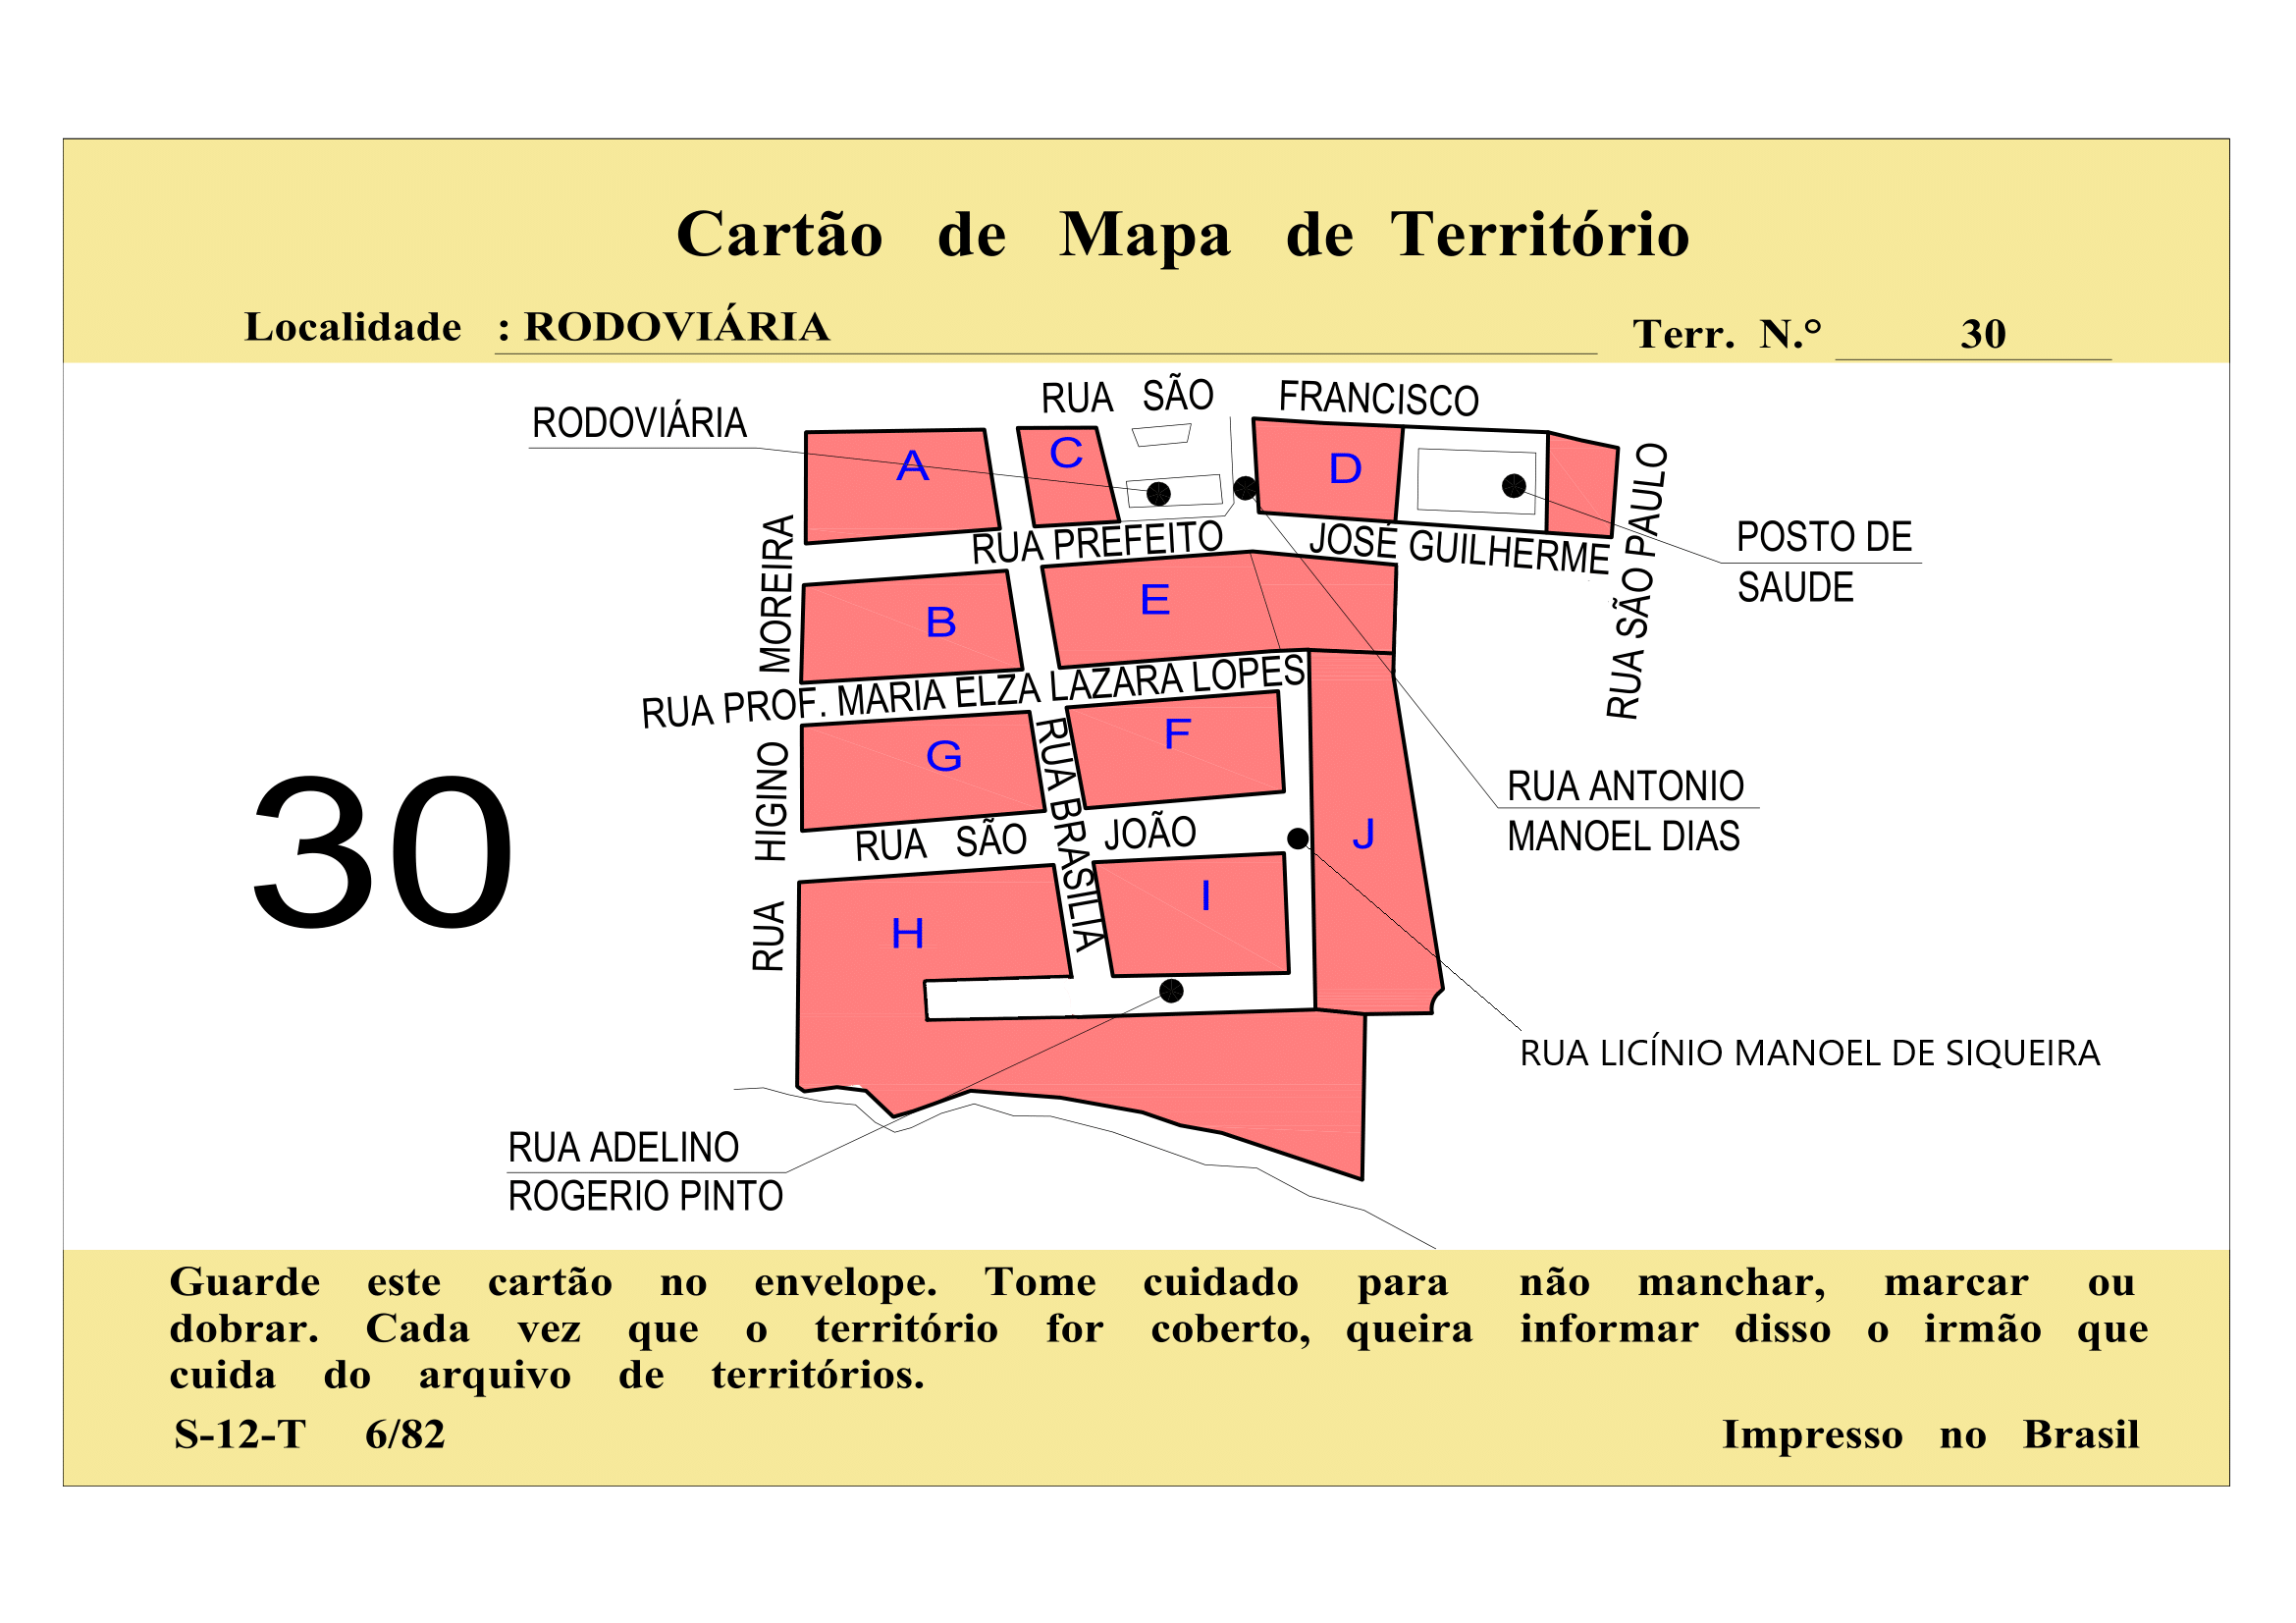 Cartão de Mapa de Território
Localidade : RODOVIÁRIA
Terr. N.° 30
RUA SÃO FRANCISCO
RODOVIÁRIA
A
C
D
RUA PREFEITO JOSÉ GUILHERME
RUA SÃO PAULO
POSTO DE
SAUDE
RUA HIGINO MOREIRA
B
E
RUA PROF. MARIA ELZA LAZARA LOPES
G
F
RUA BRASILIA
30
RUA ANTONIO
MANOEL DIAS
RUA SÃO JOÃO
J
H
I
RUA LICÍNIO MANOEL DE SIQUEIRA
RUA ADELINO
ROGERIO PINTO
Guarde este cartão no envelope. Tome cuidado para não manchar, marcar ou
dobrar. Cada vez que o território for coberto, queira informar disso o irmão que
cuida do arquivo de territórios.
S-12-T 6/82
Impresso no Brasil